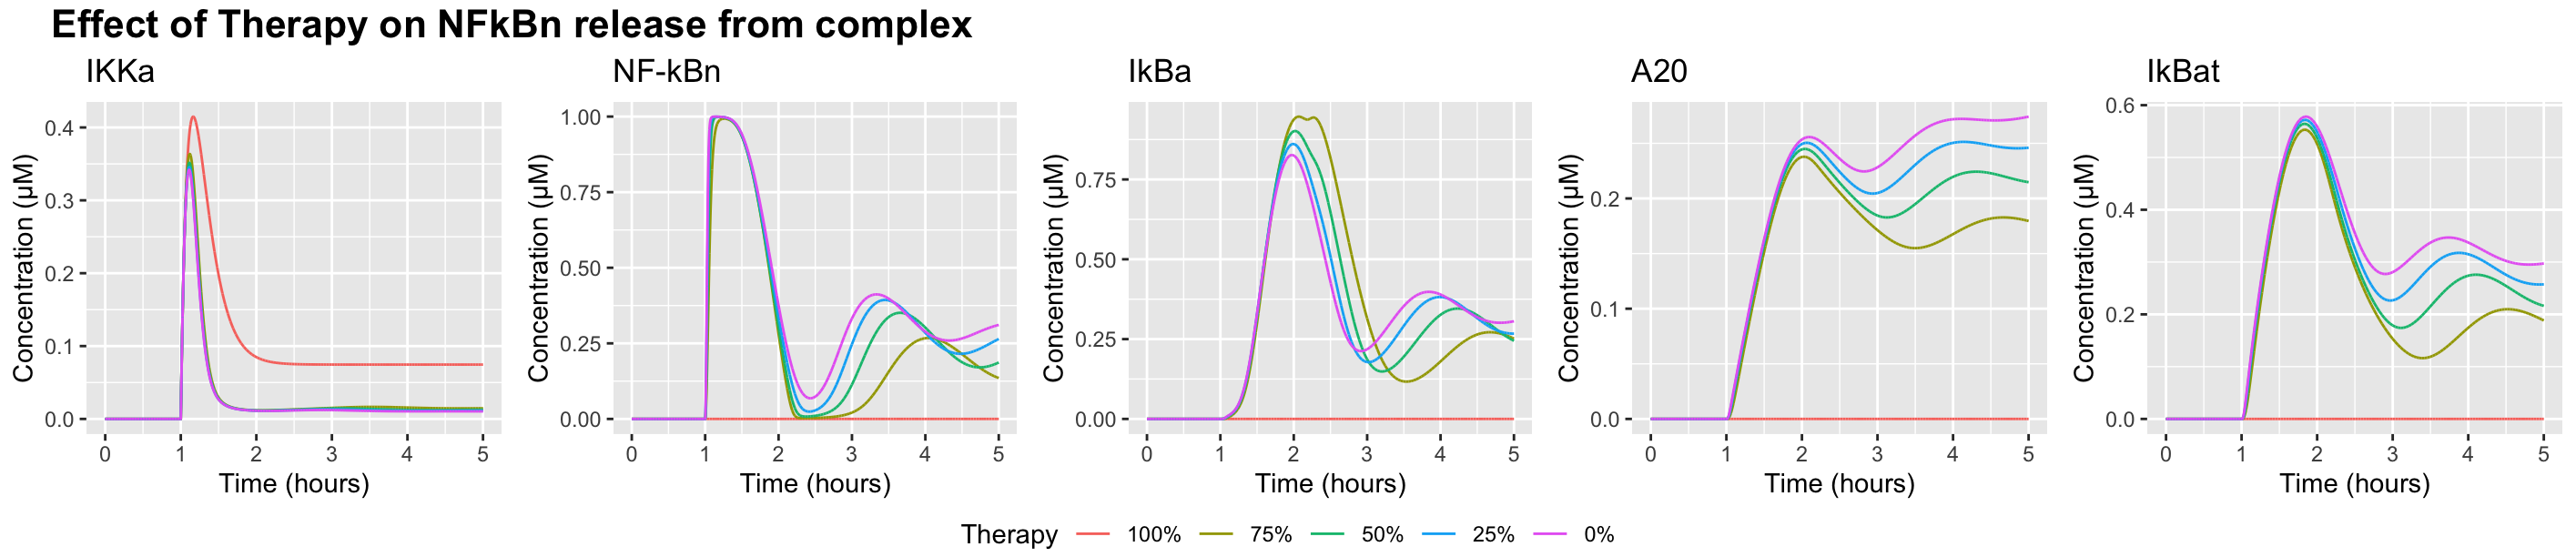 Effect of Therapy on NFkBn release from complex
IKKa
Concentration (µM)
0.4
0.3
0.2
0.1
0.0
0 1 2 3 4 5
Time (hours)
NF-kBn
Concentration (µM)
1.00
0.75
0.50
0.25
0.00
0 1 2 3 4 5
Time (hours)
IkBa
Concentration (µM)
0.75
0.50
0.25
0.00
0 1 2 3 4 5
Time (hours)
A20
Concentration (µM)
0.2
0.1
0.0
0 1 2 3 4 5
Time (hours)
IkBat
Concentration (µM)
0.6
0.4
0.2
0.0
0 1 2 3 4 5
Time (hours)
Therapy 100% 75% 50% 25% 0%